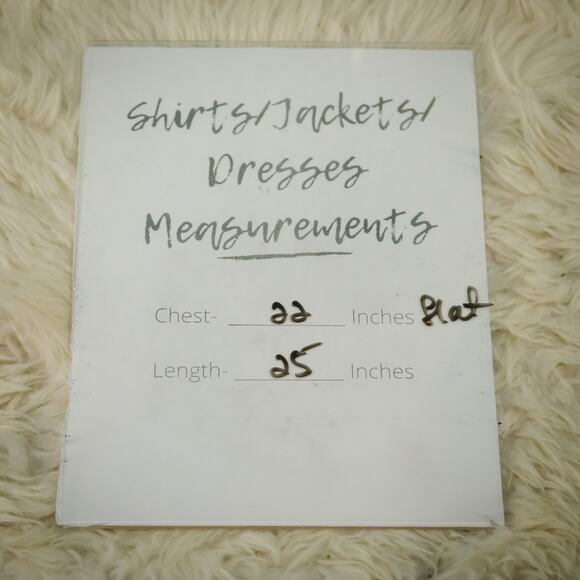 Shirts/Jackets/
Dresses
Measurements
Chest- 22 Inches flat
Length- 25 Inches